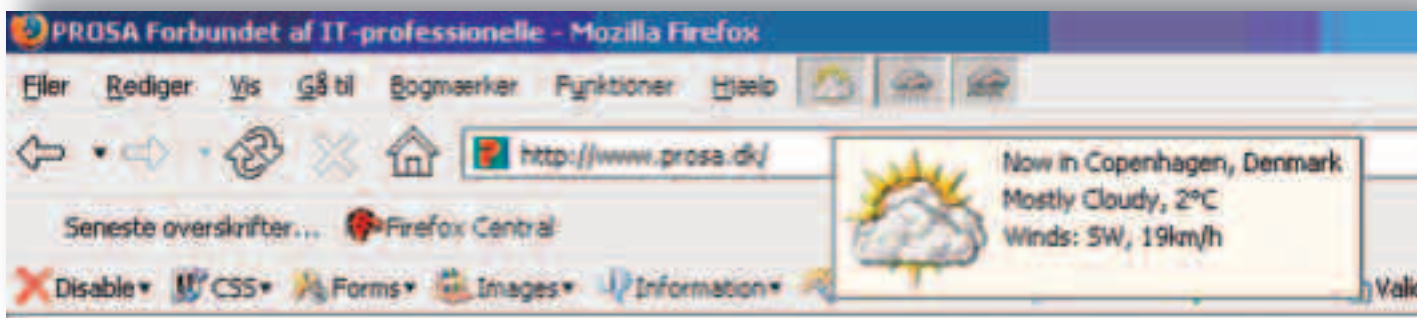 PROSA Forbundet af IT-professionelle - Mozilla Firefox
Filer Rediger Vis Gå til Bogmærker Funktioner Hjælp
http://www.prosa.dk/
Now in Copenhagen, Denmark
Mostly Cloudy, 2°C
Winds: SW, 19km/h
Seneste overskrifter... Firefox Central
Disable CSS Forms Images Information